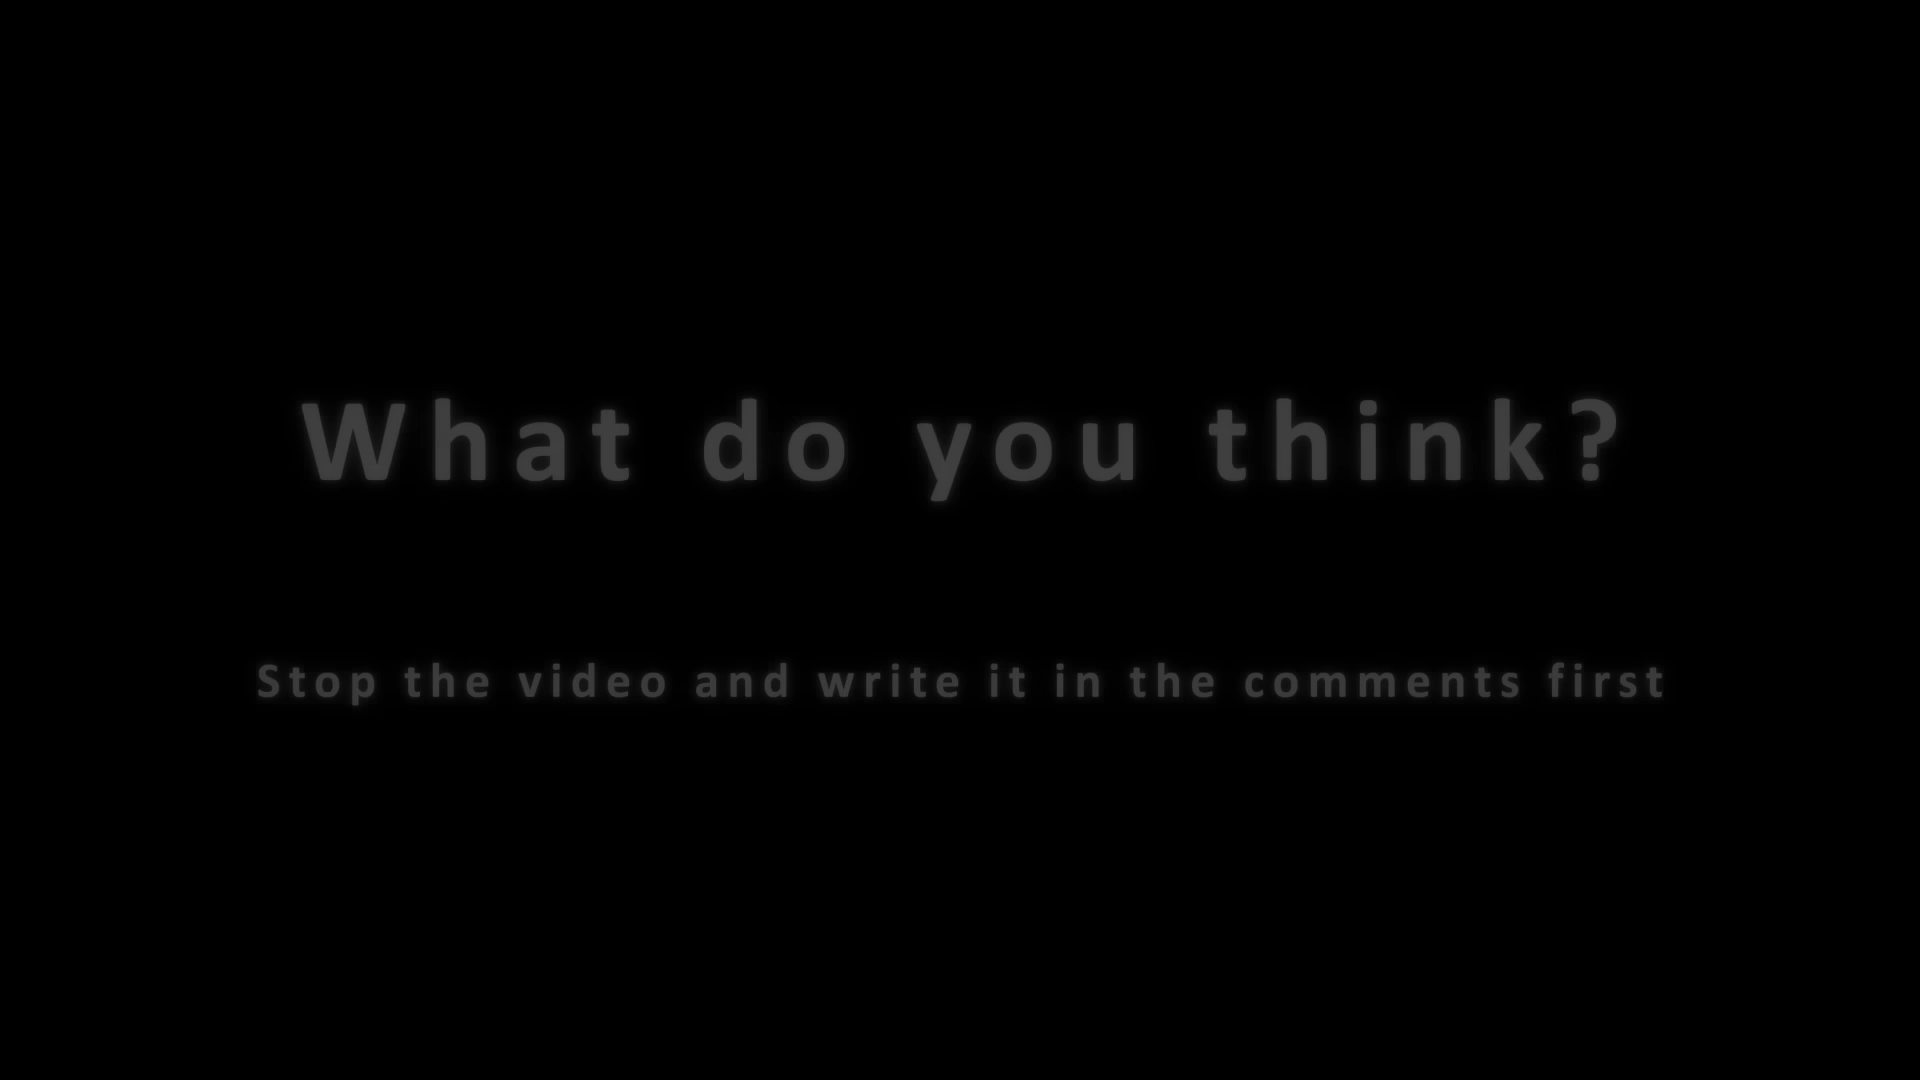 What do you think?
Stop the video and write it in the comments first